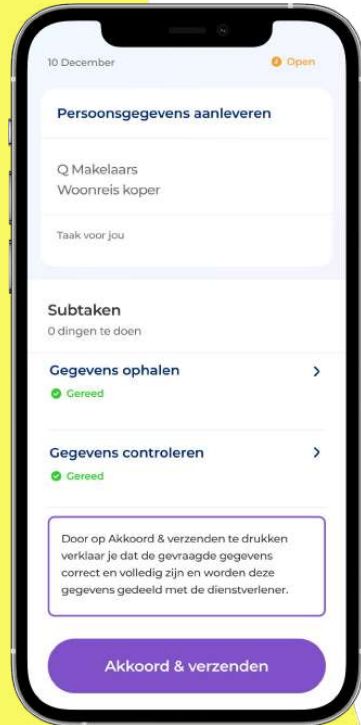 10 December
Open
Persoonsgegevens aanleveren
Q Makelaars
Woonreis koper
Taak voor jou
Subtaken
0 dingen te doen
Gegevens ophalen
Gereed
Gegevens controleren
Gereed
Door op Akkoord & verzenden te drukken
verklaar je dat de gevraagde gegevens
correct en volledig zijn en worden deze
gegevens gedeeld met de dienstverlener.
Akkoord & verzenden